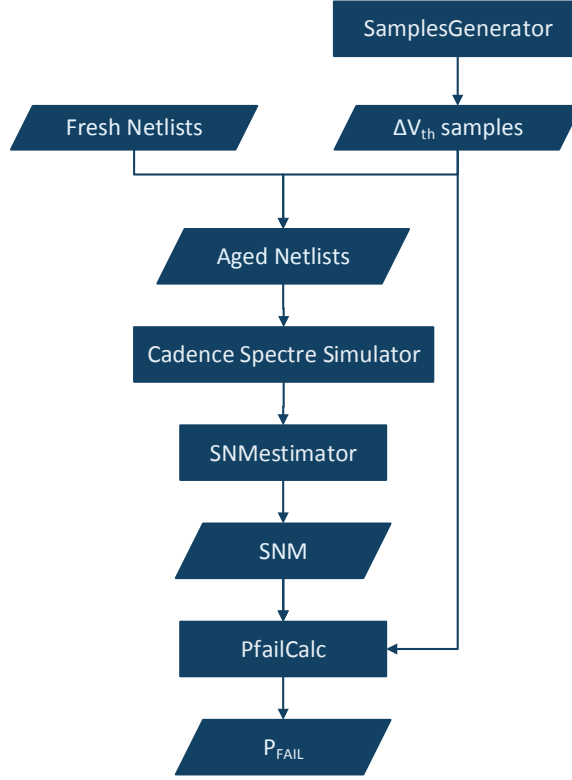 SamplesGenerator
Fresh Netlists
ΔVth samples
Aged Netlists
Cadence Spectre Simulator
SNMestimator
SNM
PfailCalc
PFAIL